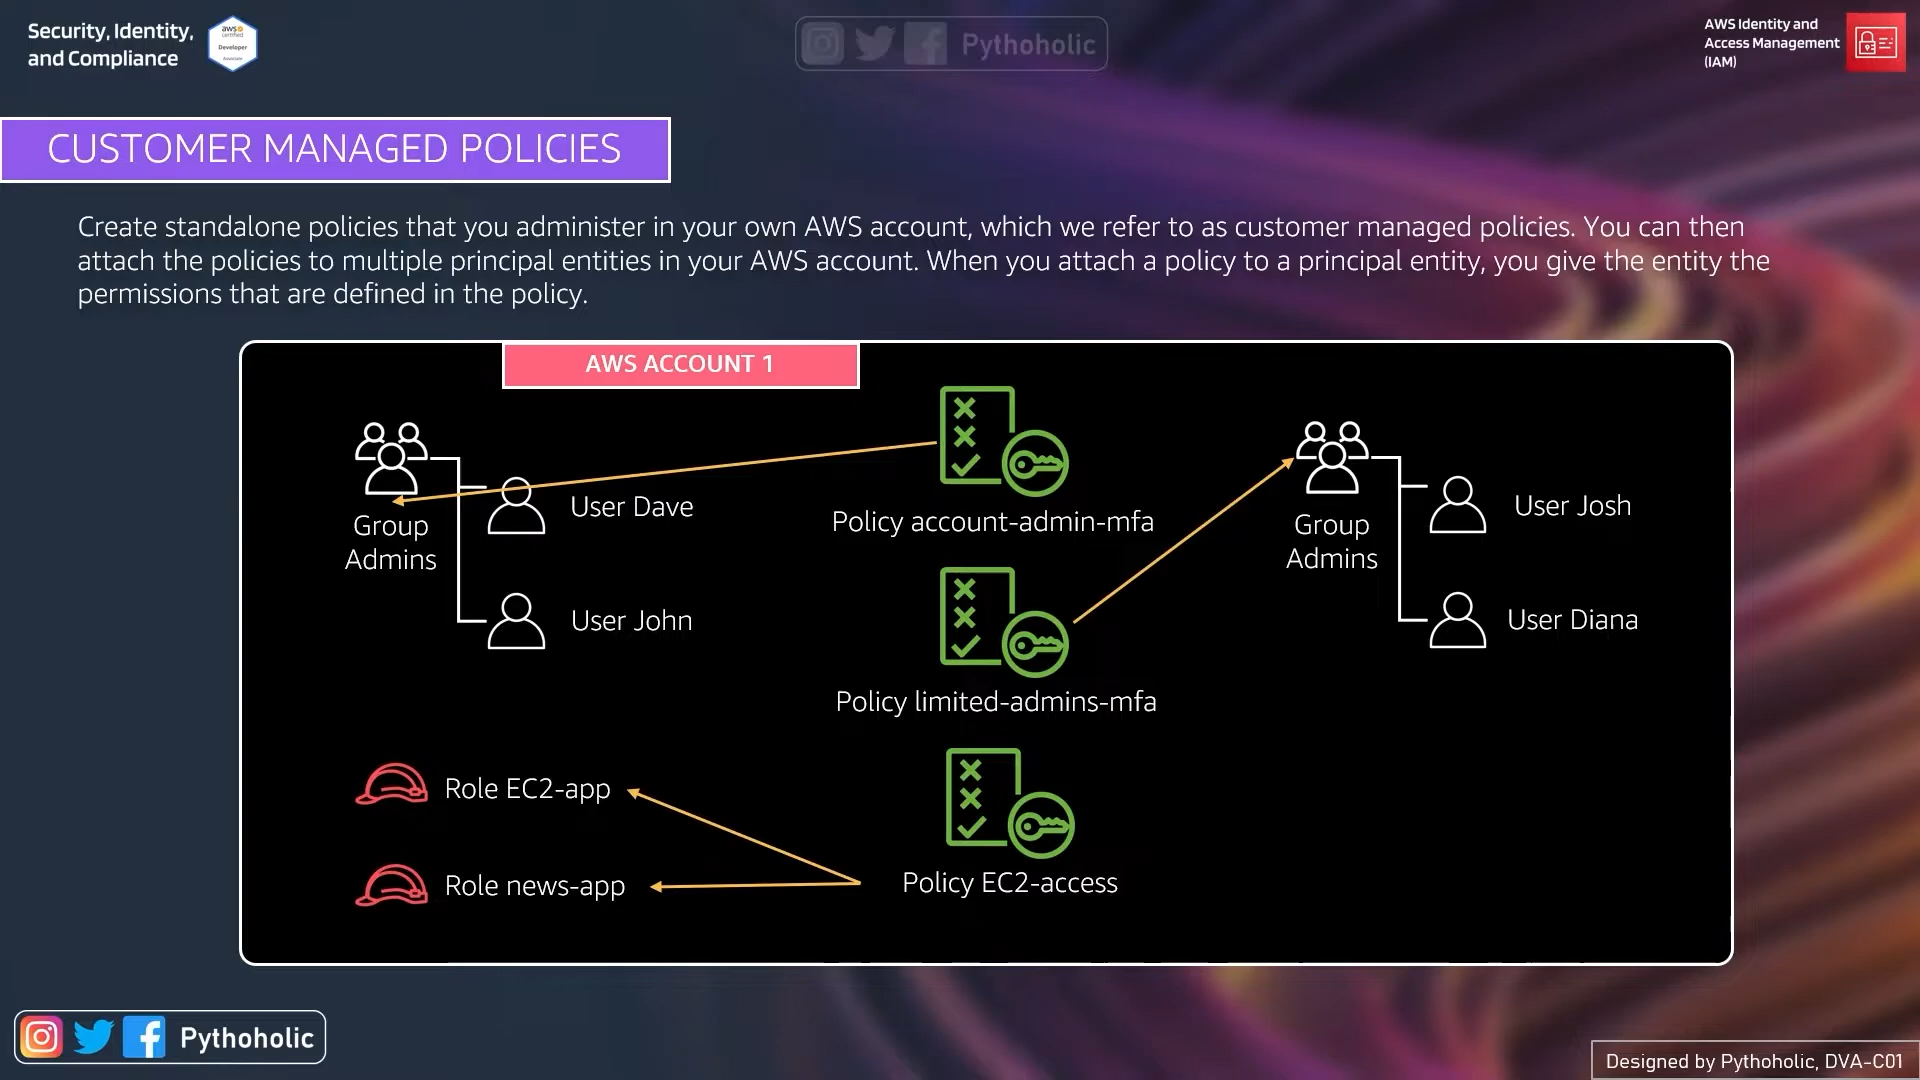 Security, Identity,
and Compliance
aws
certified
Developer
Associate
Pythoholic
AWS Identity and
Access Management
(IAM)
CUSTOMER MANAGED POLICIES
Create standalone policies that you administer in your own AWS account, which we refer to as customer managed policies. You can then
attach the policies to multiple principal entities in your AWS account. When you attach a policy to a principal entity, you give the entity the
permissions that are defined in the policy.
AWS ACCOUNT 1
Group
Admins
User Dave
User John
Policy account-admin-mfa
Policy limited-admins-mfa
Group
Admins
User Josh
User Diana
Role EC2-app
Role news-app
Policy EC2-access
Pythoholic
Designed by Pythoholic, DVA-C01